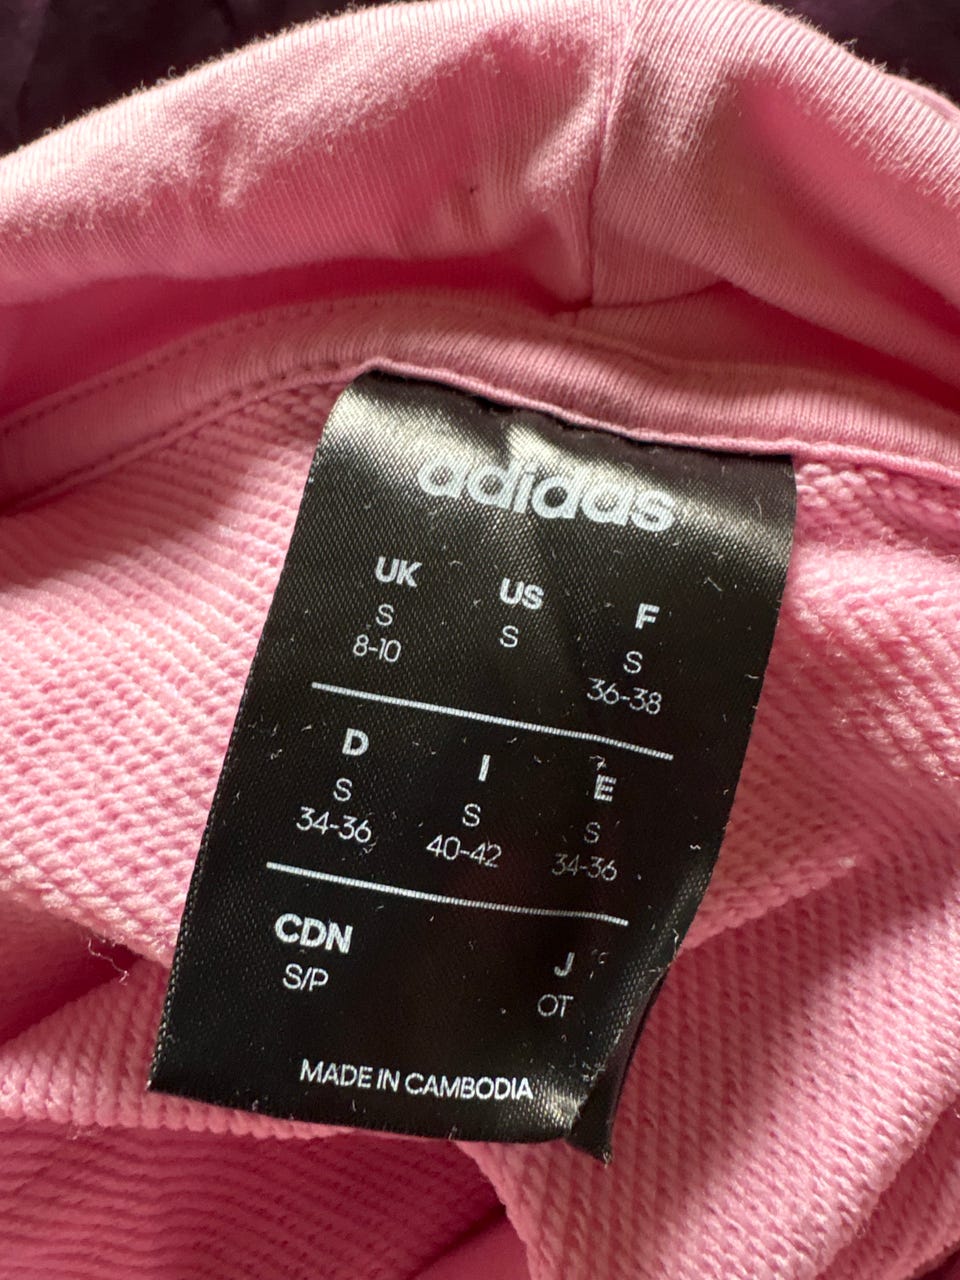 adidas
UK US F
S S S
8-10 36-38
D I E
S S S
34-36 40-42 34-36
CDN J
S/P OT
MADE IN CAMBODIA